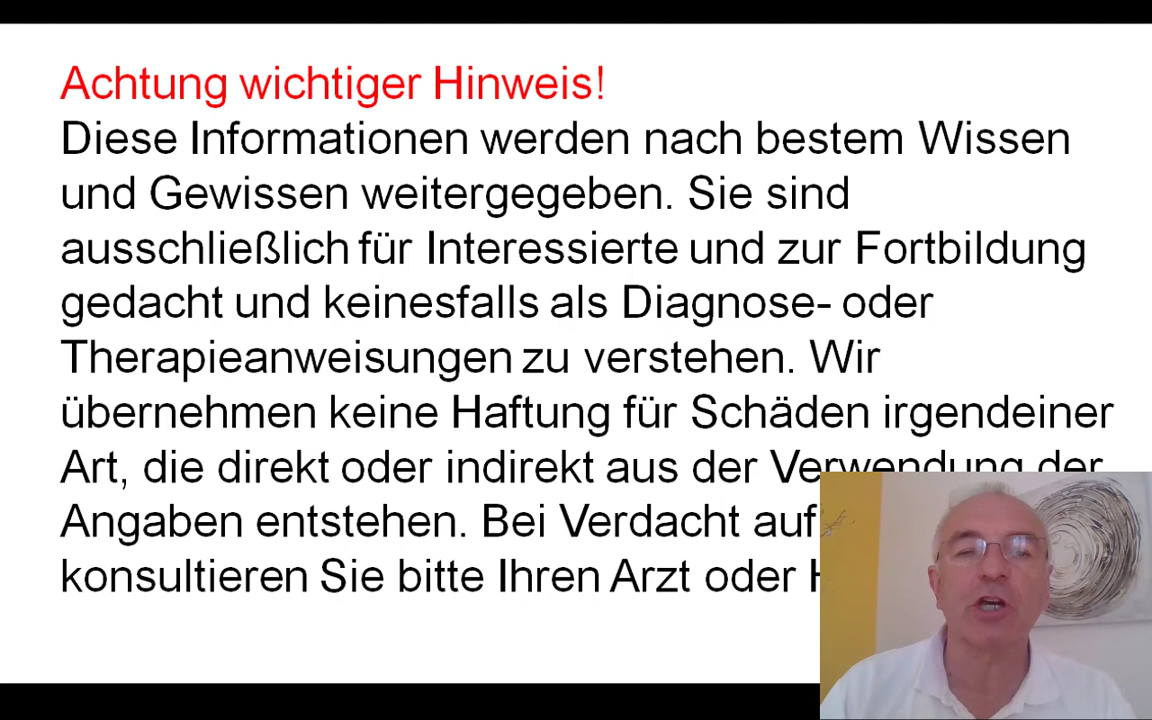 Achtung wichtiger Hinweis!
Diese Informationen werden nach bestem Wissen
und Gewissen weitergegeben. Sie sind
ausschließlich für Interessierte und zur Fortbildung
gedacht und keinesfalls als Diagnose- oder
Therapieanweisungen zu verstehen. Wir
übernehmen keine Haftung für Schäden irgendeiner
Art, die direkt oder indirekt aus der Verwendung der
Angaben entstehen. Bei Verdacht auf
konsultieren Sie bitte Ihren Arzt oder